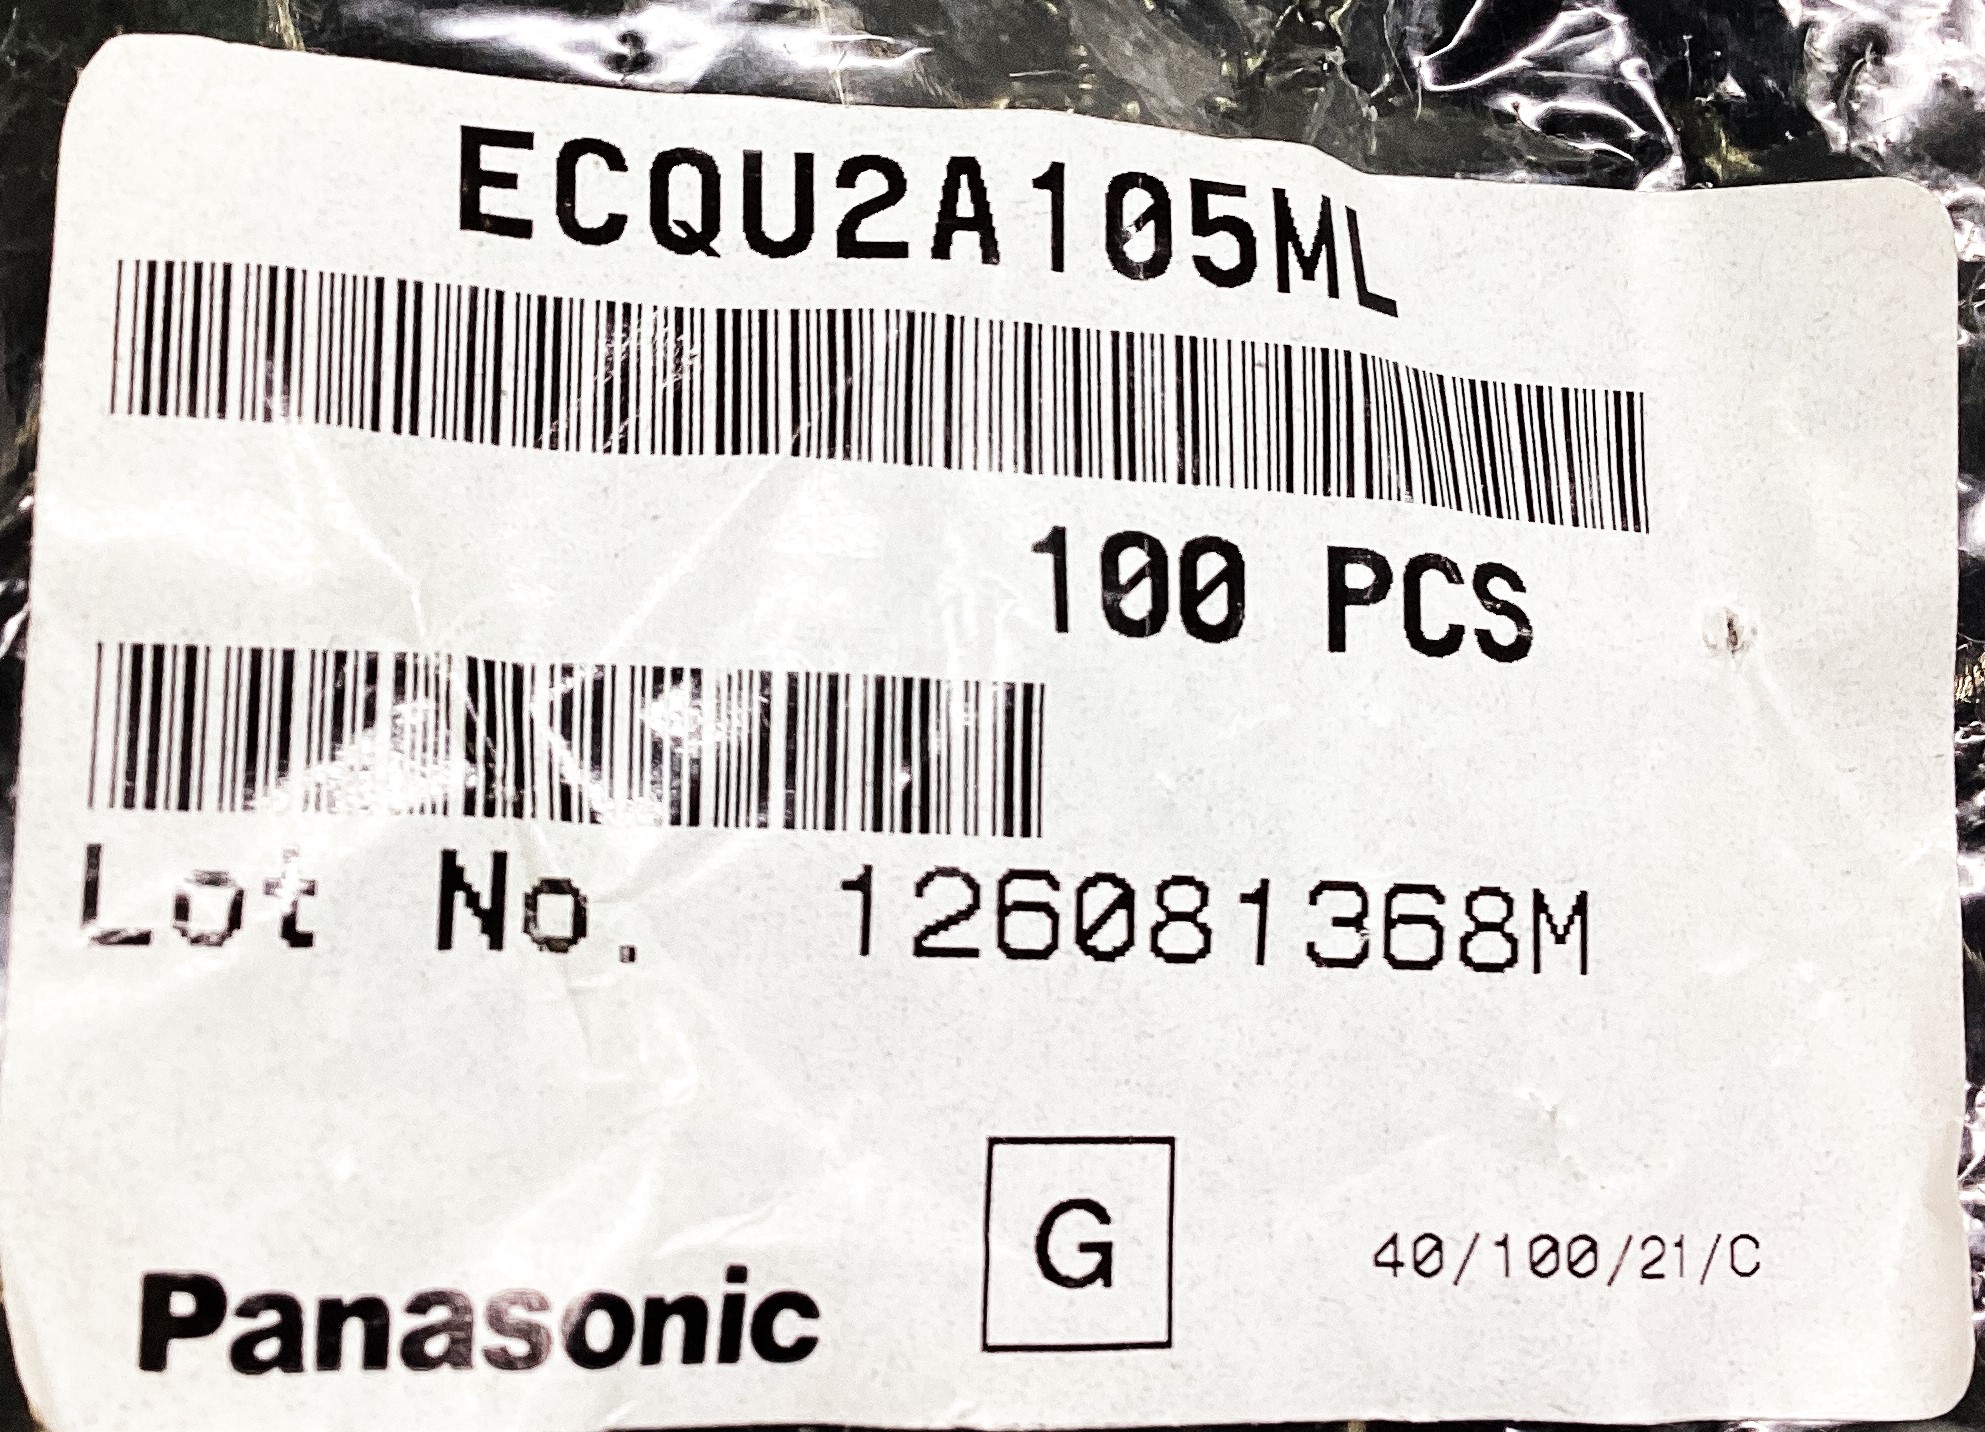 ECQU2A105ML
100 PCS
Lot No. 126081368M
G
Panasonic
40/100/21/C